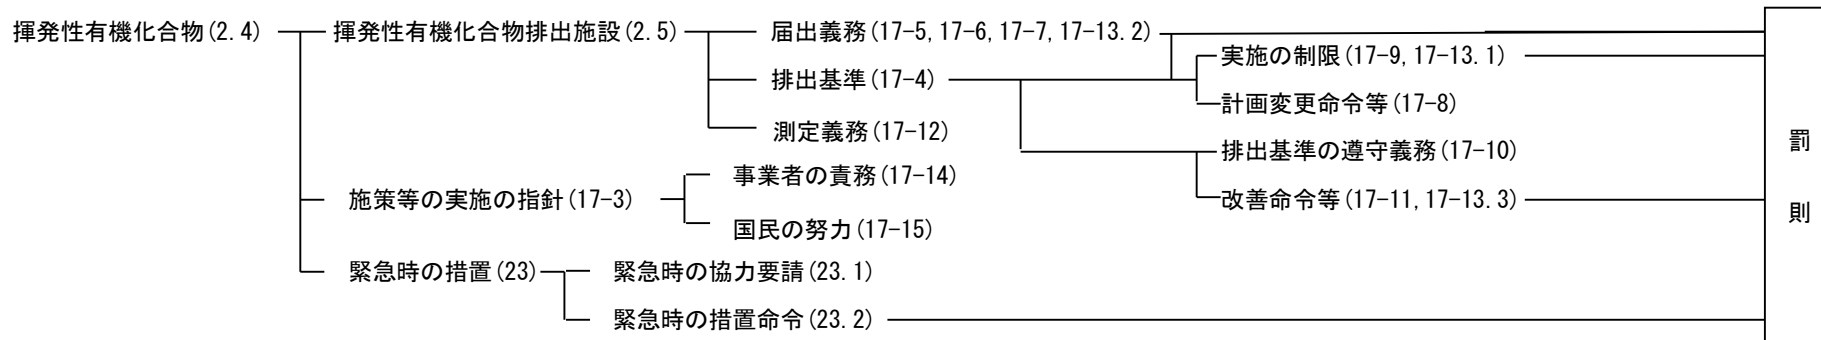 揮発性有機化合物(2.4)
揮発性有機化合物排出施設(2.5)
届出義務(17-5,17-6,17-7,17-13.2)
実施の制限(17-9,17-13.1)
排出基準(17-4)
計画変更命令等(17-8)
測定義務(17-12)
排出基準の遵守義務(17-10)
改善命令等(17-11,17-13.3)
施策等の実施の指針(17-3)
事業者の責務(17-14)
国民の努力(17-15)
緊急時の措置(23)
緊急時の協力要請(23.1)
緊急時の措置命令(23.2)
罰則